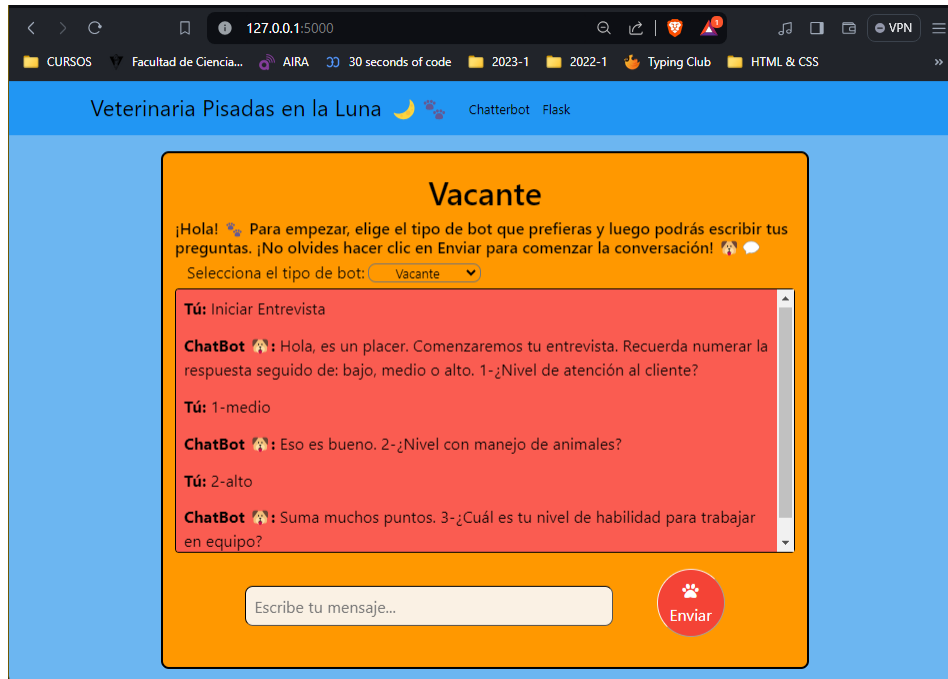 127.0.0.1:5000
1
VPN
CURSOS
Facultad de Ciencia...
AIRA
30 seconds of code
2023-1
2022-1
Typing Club
HTML & CSS
»
Veterinaria Pisadas en la Luna 🌙 🐾 Chatterbot Flask
Vacante
¡Hola! 🐾 Para empezar, elige el tipo de bot que prefieras y luego podrás escribir tus
preguntas. ¡No olvides hacer clic en Enviar para comenzar la conversación! 🐶 💬
Selecciona el tipo de bot: Vacante
Tú: Iniciar Entrevista
ChatBot 🐶: Hola, es un placer. Comenzaremos tu entrevista. Recuerda numerar la
respuesta seguido de: bajo, medio o alto. 1-¿Nivel de atención al cliente?
Tú: 1-medio
ChatBot 🐶: Eso es bueno. 2-¿Nivel con manejo de animales?
Tú: 2-alto
ChatBot 🐶: Suma muchos puntos. 3-¿Cuál es tu nivel de habilidad para trabajar
en equipo?
Escribe tu mensaje...
Enviar